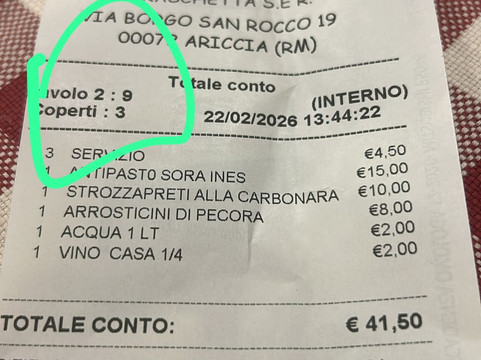 VIA BORGO SAN ROCCO 19
ARICCIA (RM)
Totale conto
2 : 9
(INTERNO)
Coperti : 3
22/02/2026 13:44:22
3 SERVIZIO €4,50
1 ANTIPAST0 SORA INES €15,00
1 STROZZAPRETI ALLA CARBONARA €10,00
1 ARROSTICINI DI PECORA €8,00
1 ACQUA 1 LT €2,00
1 VINO CASA 1/4 €2,00
TOTALE CONTO: € 41,50